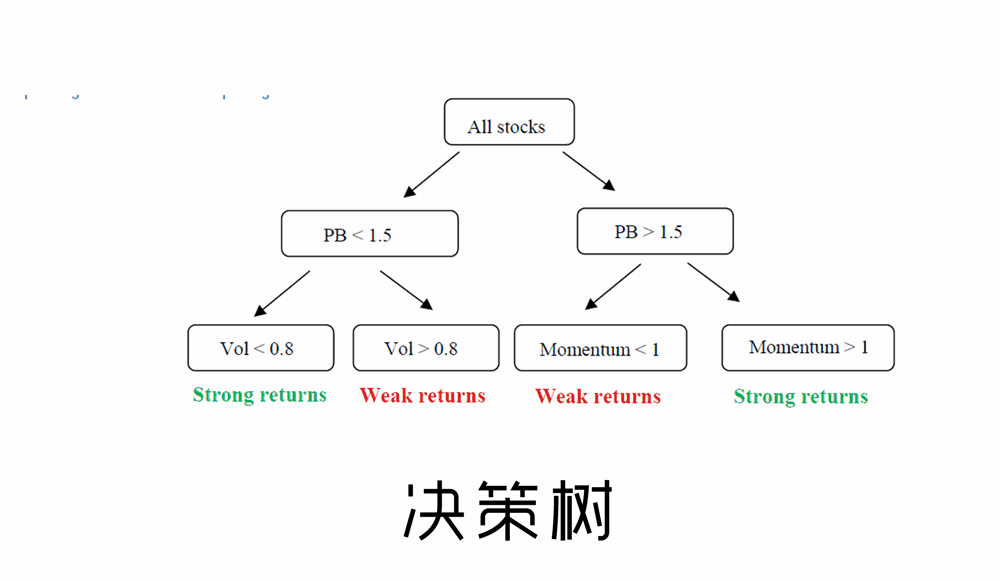 All stocks
PB < 1.5
PB > 1.5
Vol < 0.8
Vol > 0.8
Momentum < 1
Momentum > 1
Strong returns
Weak returns
Weak returns
Strong returns
决策树